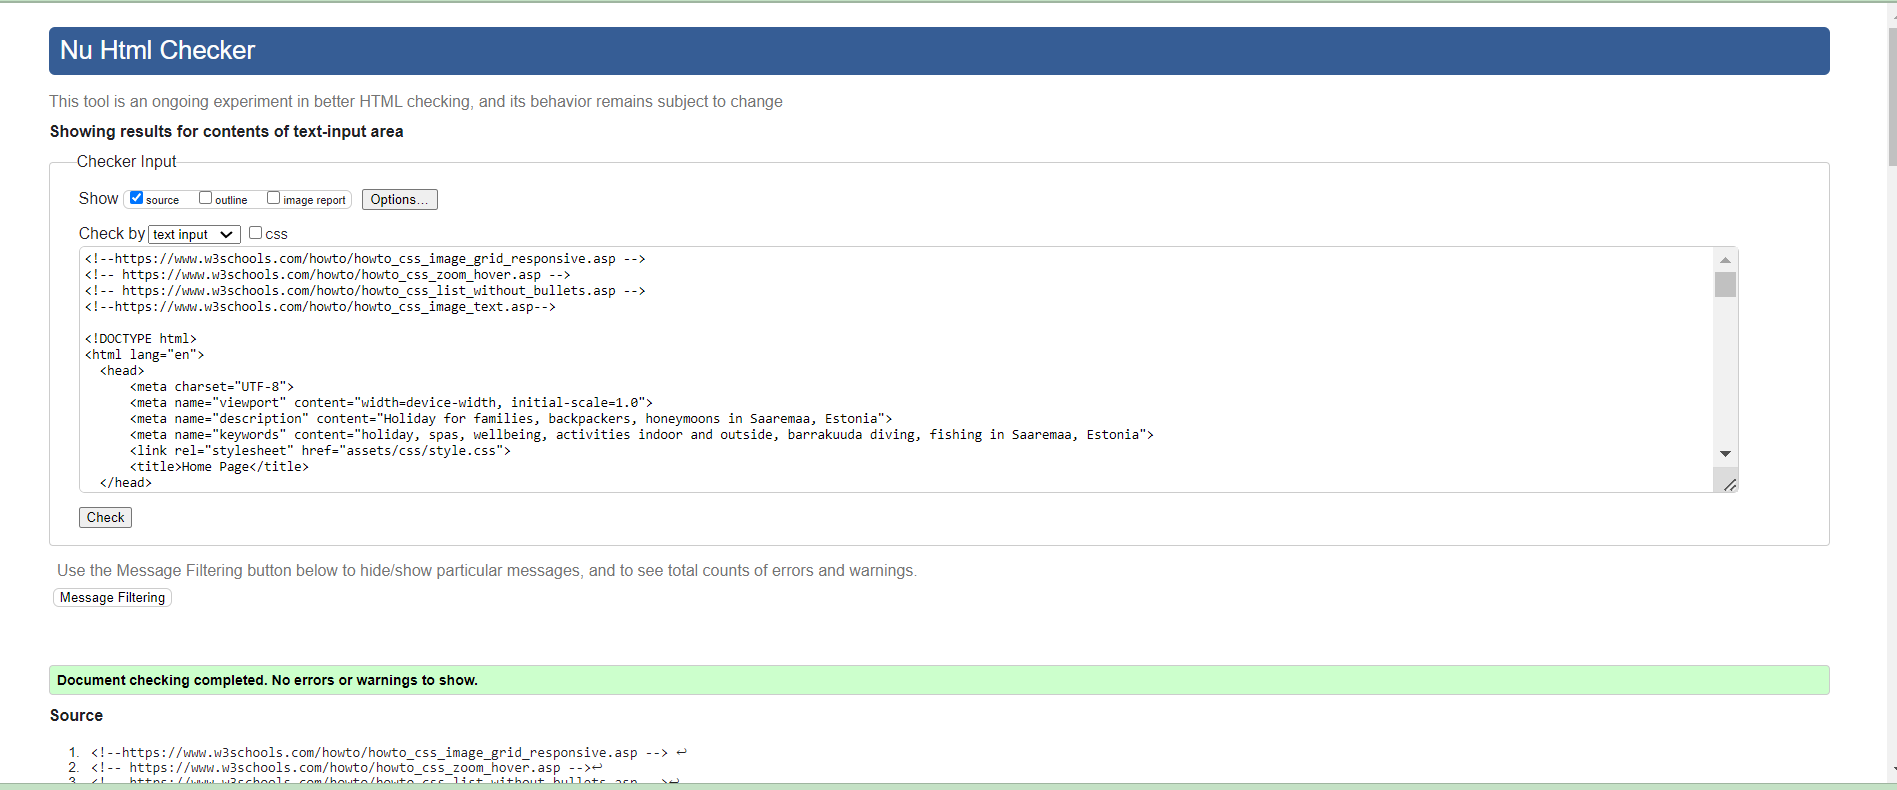 Nu Html Checker
This tool is an ongoing experiment in better HTML checking, and its behavior remains subject to change
Showing results for contents of text-input area
Checker Input
Show source outline image report Options...
Check by text input css
<!--https://www.w3schools.com/howto/howto_css_image_grid_responsive.asp -->
<!-- https://www.w3schools.com/howto/howto_css_zoom_hover.asp -->
<!-- https://www.w3schools.com/howto/howto_css_list_without_bullets.asp -->
<!--https://www.w3schools.com/howto/howto_css_image_text.asp-->
<!DOCTYPE html>
<html lang="en">
<head>
<meta charset="UTF-8">
<meta name="viewport" content="width=device-width, initial-scale=1.0">
<meta name="description" content="Holiday for families, backpackers, honeymoons in Saaremaa, Estonia">
<meta name="keywords" content="holiday, spas, wellbeing, activities indoor and outside, barrakuuda diving, fishing in Saaremaa, Estonia">
<link rel="stylesheet" href="assets/css/style.css">
<title>Home Page</title>
</head>
Check
Use the Message Filtering button below to hide/show particular messages, and to see total counts of errors and warnings.
Message Filtering
Document checking completed. No errors or warnings to show.
Source
1. <!--https://www.w3schools.com/howto/howto_css_image_grid_responsive.asp --> ↩
2. <!-- https://www.w3schools.com/howto/howto_css_zoom_hover.asp -->↩
3. <!-- https://www.w3schools.com/howto/howto_css_list_without_bullets.asp -->↩